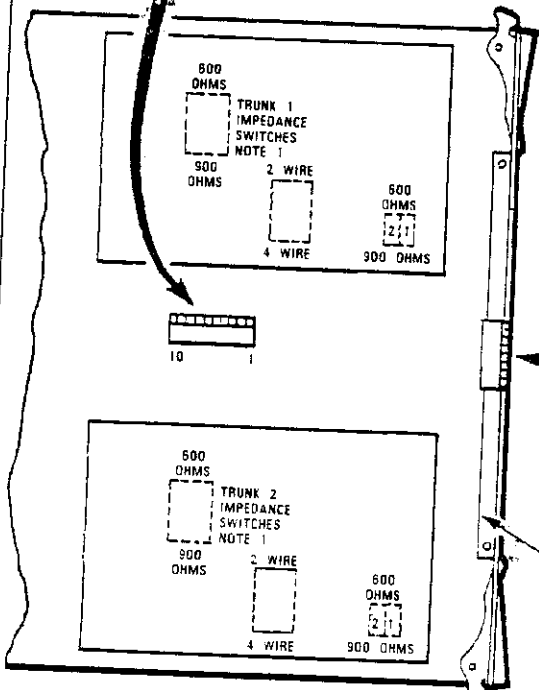 600
OHMS
TRUNK 1
IMPEDANCE
SWITCHES
NOTE 1
900
OHMS
2 WIRE
4 WIRE
600
OHMS
2 1
900 OHMS
10 1
600
OHMS
TRUNK 2
IMPEDANCE
SWITCHES
NOTE 1
900
OHMS
2 WIRE
4 WIRE
600
OHMS
2 1
900 OHMS